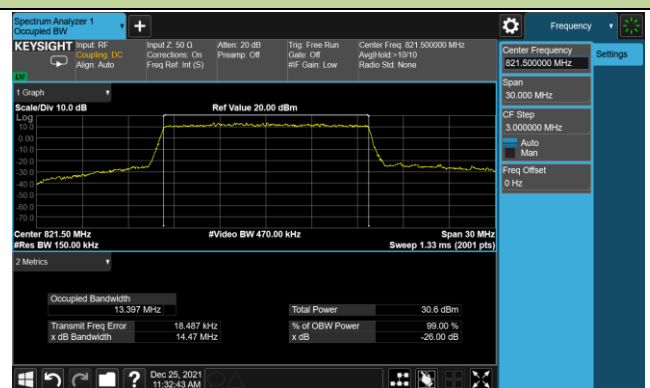 Spectrum Analyzer 1
Occupied BW
+
Frequency
KEYSIGHT
Input: RF
Coupling: DC
Align: Auto
Input Z: 50 Ω
Corrections: On
Freq Ref: Int (S)
Atten: 20 dB
Preamp: Off
Trig: Free Run
Gate: Off
#IF Gain: Low
Center Freq: 821.500000 MHz
Avg|Hold:>10/10
Radio Std: None
Center Frequency
821.500000 MHz
Settings
Span
30.000 MHz
CF Step
3.000000 MHz
Auto
Man
Freq Offset
0 Hz
1 Graph
Scale/Div 10.0 dB
Ref Value 20.00 dBm
Log
10.0
0.00
-10.0
-20.0
-30.0
-40.0
-50.0
-60.0
-70.0
Center 821.50 MHz
#Video BW 470.00 kHz
Span 30 MHz
#Res BW 150.00 kHz
Sweep 1.33 ms (2001 pts)
2 Metrics
Occupied Bandwidth
13.397 MHz
Total Power 30.6 dBm
Transmit Freq Error 18.487 kHz
% of OBW Power 99.00 %
x dB Bandwidth 14.47 MHz
x dB -26.00 dB
?
Dec 25, 2021
11:32:43 AM